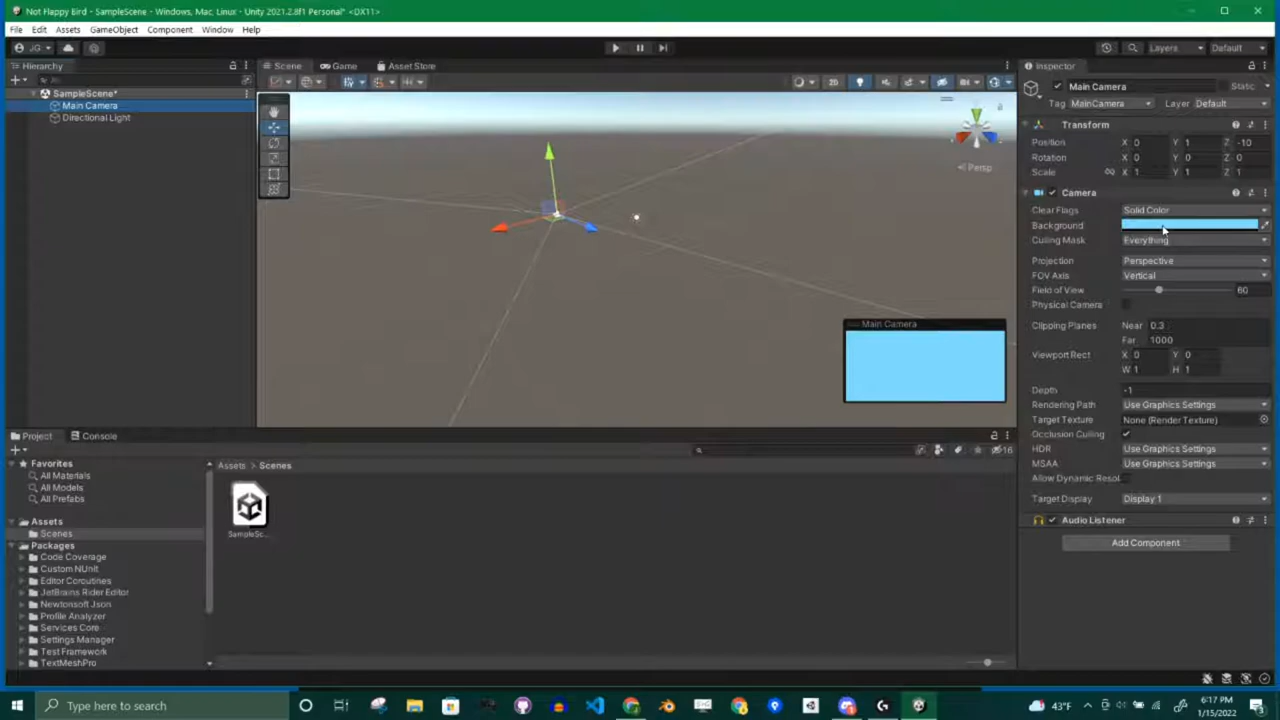 Not Flappy Bird - SampleScene - Windows, Mac, Linux - Unity 2021.2.8f1 Personal* <DX11>
File Edit Assets GameObject Component Window Help
JG Layers Default
Hierarchy
All
SampleScene*
Main Camera
Directional Light
Scene Game Asset Store
2D
Persp
Main Camera
Inspector
Main Camera Static
Tag MainCamera Layer Default
Transform
Position X 0 Y 1 Z -10
Rotation X 0 Y 0 Z 0
Scale X 1 Y 1 Z 1
Camera
Clear Flags Solid Color
Background
Culling Mask Everything
Projection Perspective
FOV Axis Vertical
Field of View 60
Physical Camera
Clipping Planes Near 0.3
Far 1000
Viewport Rect X 0 Y 0
W 1 H 1
Depth -1
Rendering Path Use Graphics Settings
Target Texture None (Render Texture)
Occlusion Culling
HDR Use Graphics Settings
MSAA Use Graphics Settings
Allow Dynamic Resol
Target Display Display 1
Audio Listener
Add Component
Project Console
16
Favorites
All Materials
All Models
All Prefabs
Assets
Scenes
Packages
Code Coverage
Custom NUnit
Editor Coroutines
JetBrains Rider Editor
Newtonsoft Json
Profile Analyzer
Services Core
Settings Manager
Test Framework
TextMeshPro
Assets > Scenes
SampleSc...
Type here to search
43°F
6:17 PM
1/15/2022